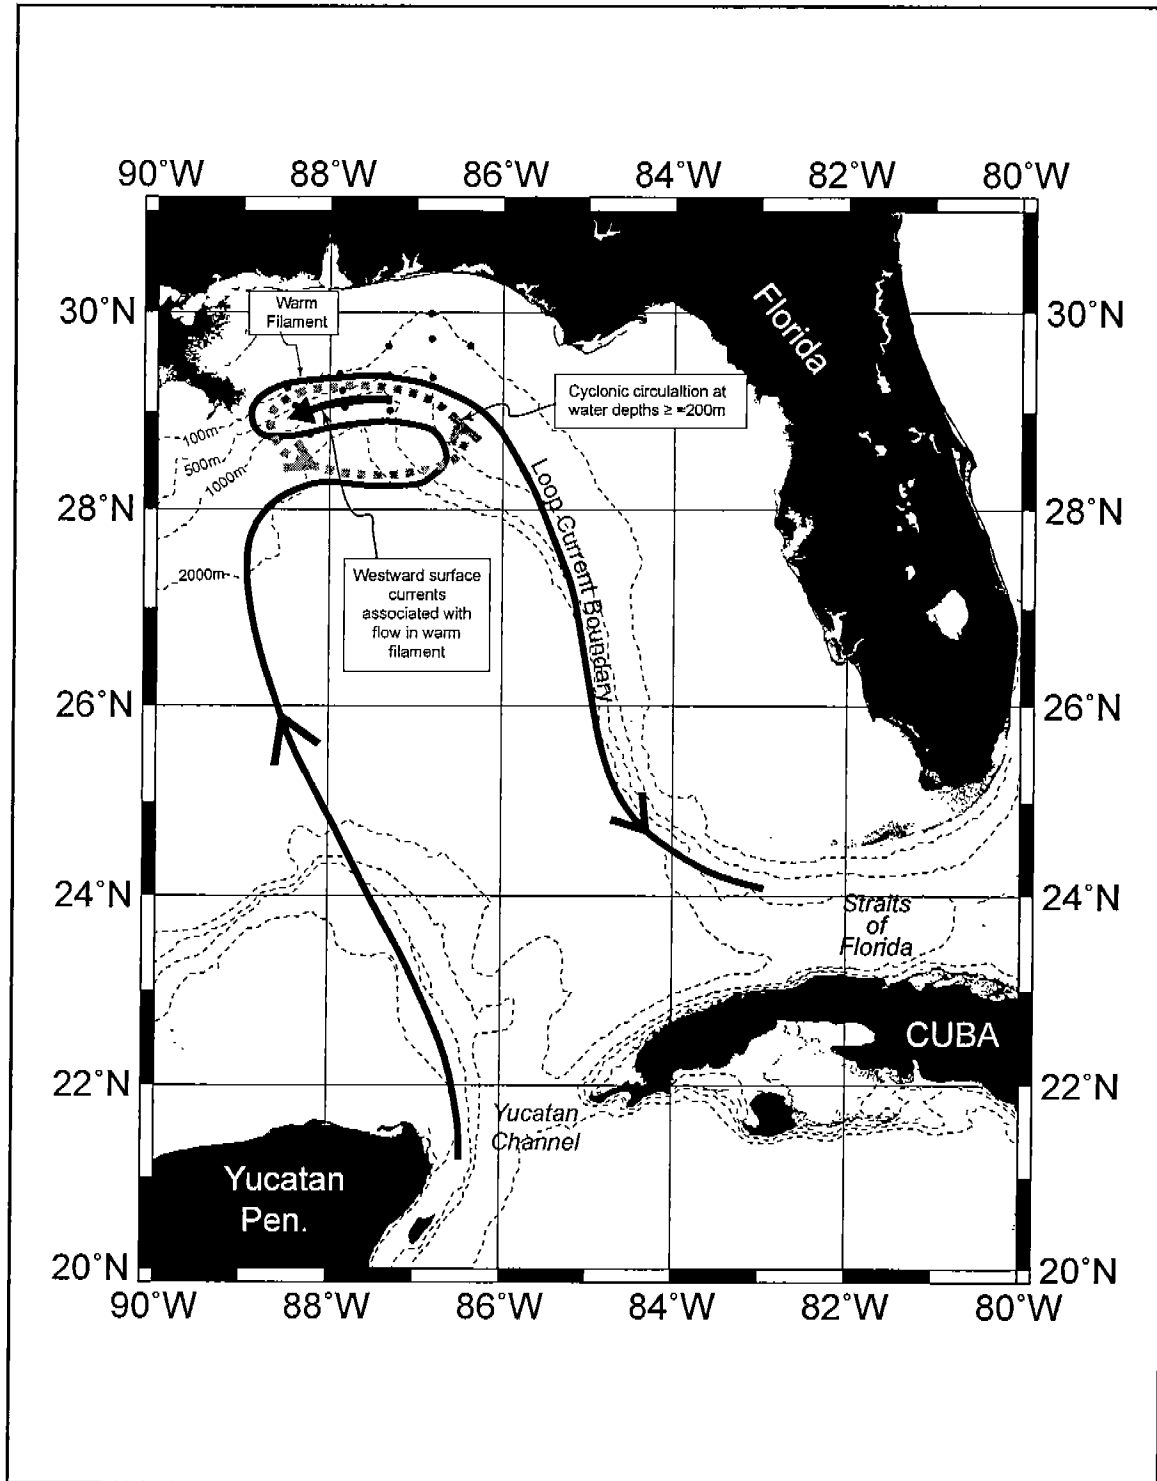 90°W 88°W 86°W 84°W 82°W 80°W
30°N
30°N
Warm
Filament
Florida
Cyclonic circulaltion at
water depths ≥ ≈200m
100m
500m
1000m
Loop Current Boundary
28°N
28°N
2000m
Westward surface
currents
associated with
flow in warm
filament
26°N
26°N
24°N
24°N
Straits
of
Florida
CUBA
22°N
22°N
Yucatan
Channel
Yucatan
Pen.
20°N
20°N
90°W 88°W 86°W 84°W 82°W 80°W